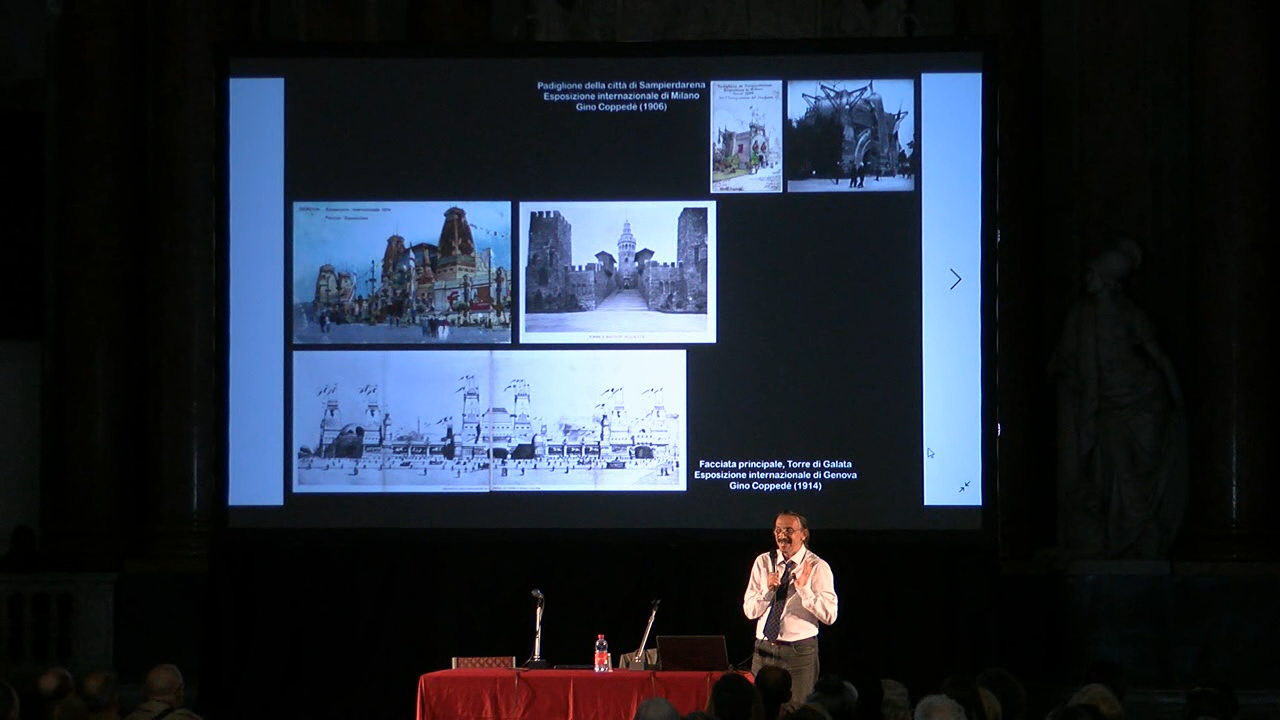 Padiglione della città di Sampierdarena
Esposizione internazionale di Milano
Gino Coppedè (1906)
Facciata principale, Torre di Galata
Esposizione internazionale di Genova
Gino Coppedè (1914)